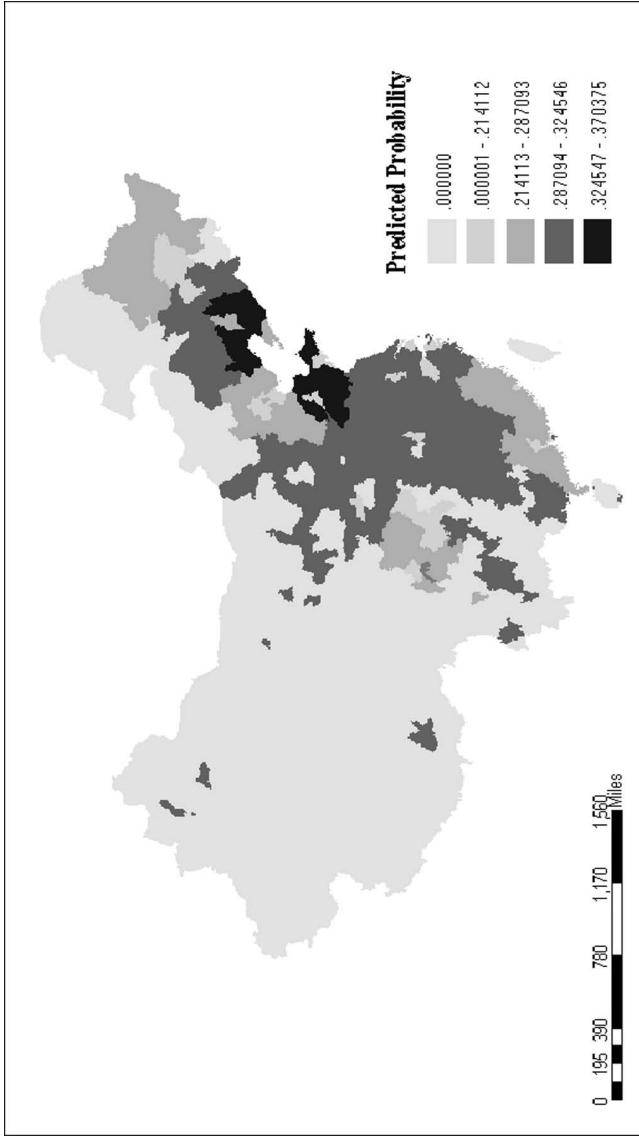 Predicted Probability
.000000
.000001 - .214112
.214113 - .287093
.287094 - .324546
.324547 - .370375
0 195 390 780 1,170 1,560
Miles